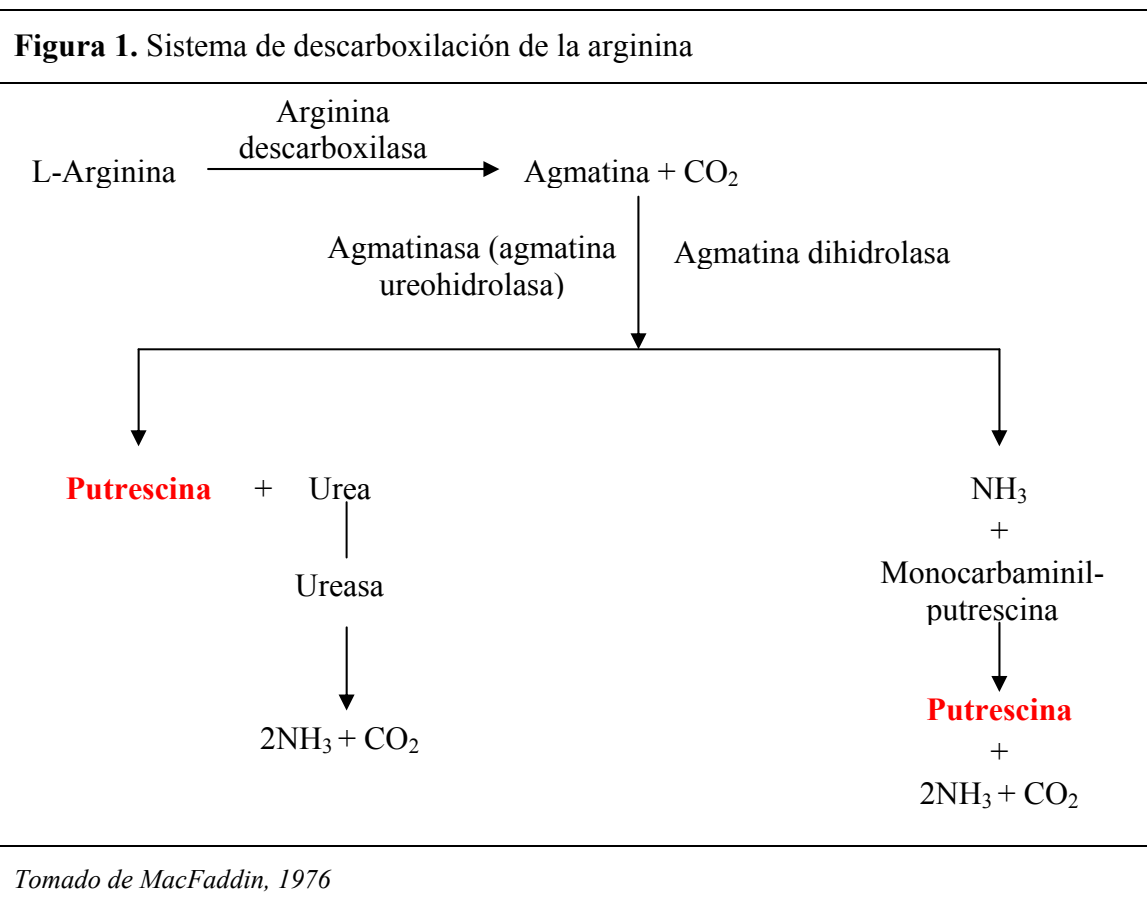 Figura 1. Sistema de descarboxilación de la arginina
Arginina
descarboxilasa
L-Arginina
Agmatina + CO₂
Agmatinasa (agmatina
ureohidrolasa)
Agmatina dihidrolasa
Putrescina + Urea
Ureasa
2NH₃ + CO₂
NH₃
+
Monocarbaminil-
putrescina
Putrescina
+
2NH₃ + CO₂
Tomado de MacFaddin, 1976